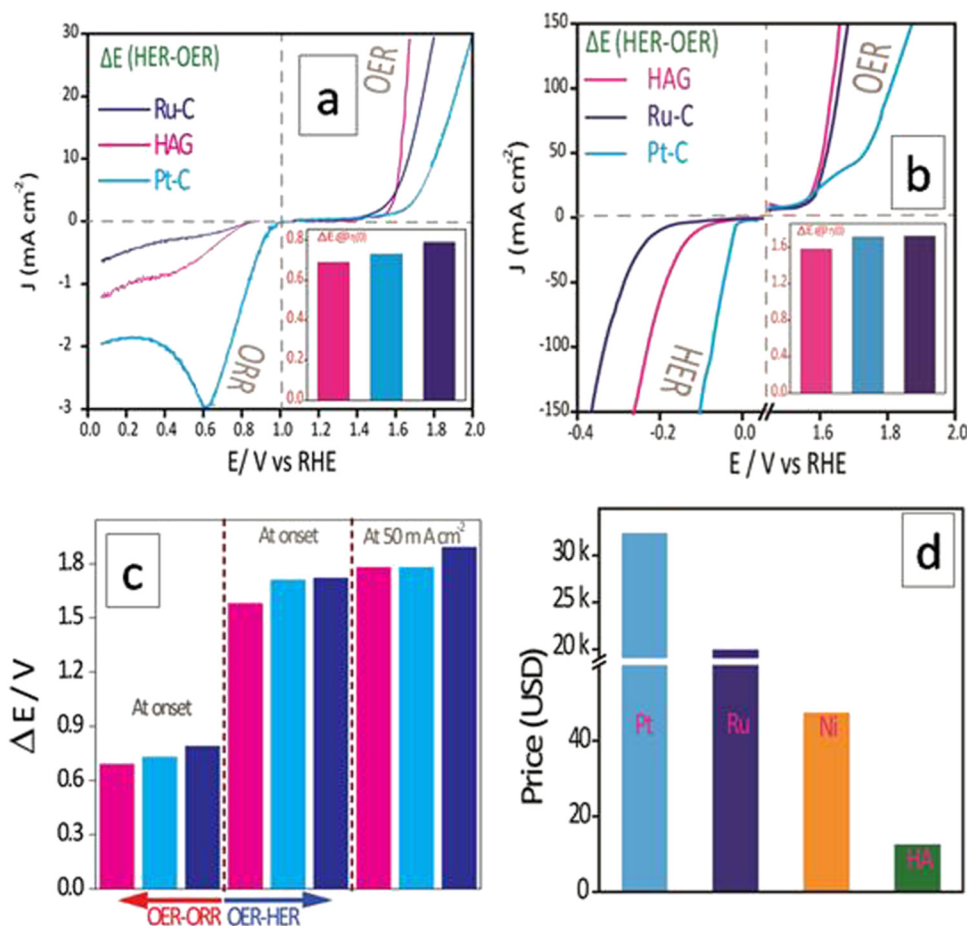 30
20
10
0
-1
-2
-3
J (mA cm⁻²)
ΔE (HER-OER)
Ru-C
HAG
Pt-C
a
OER
ORR
0.8
0.6
0.4
0.2
0.0
0.0 0.2 0.4 0.6 0.8 1.0 1.2 1.4 1.6 1.8 2.0
E/ V vs RHE
150
100
50
0
-50
-100
-150
J (mA cm⁻²)
ΔE (HER-OER)
HAG
Ru-C
Pt-C
b
OER
HER
1.6
1.2
0.8
0.4
0.0
-0.4 -0.2 0.0 1.6 1.8 2.0
E / V vs RHE
c
1.8
1.5
1.2
0.9
0.6
0.3
0.0
ΔE / V
At onset
At onset
At 50 m A cm⁻²
OER-ORR OER-HER
d
30 k
25 k
20 k
40
20
0
Price (USD)
Pt
Ru
Ni
HA